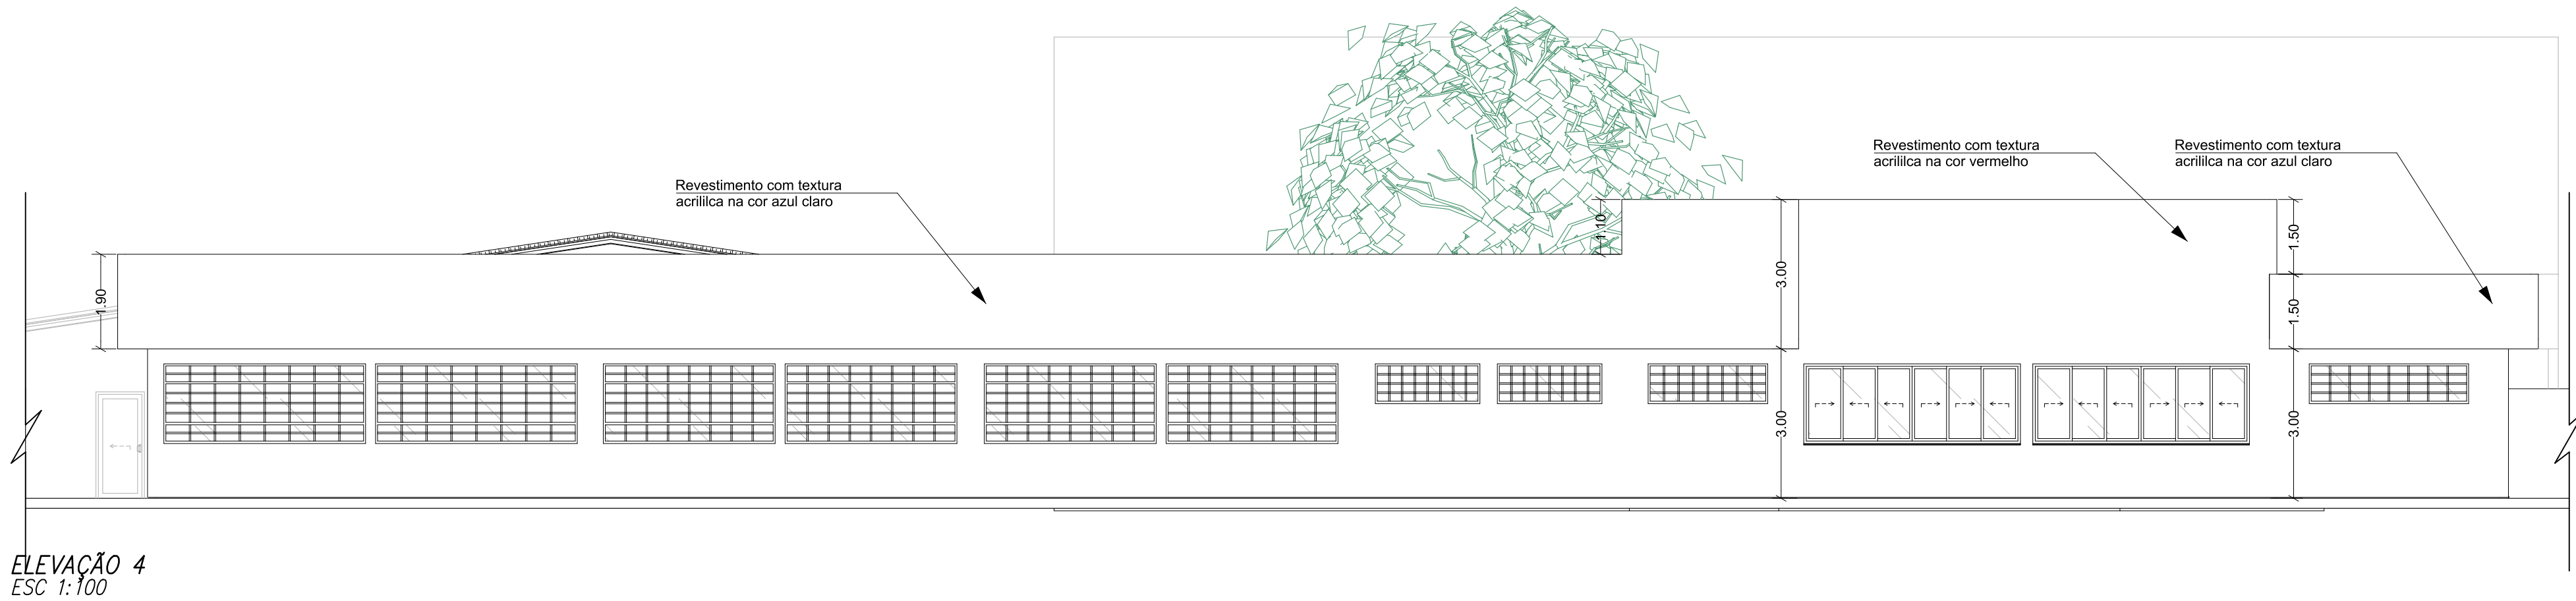 Revestimento com textura
acrililca na cor vermelho
Revestimento com textura
acrililca na cor azul claro
Revestimento com textura
acrililca na cor azul claro
1.10
1.50
3.00
1.90
1.50
3.00
3.00
ELEVAÇÃO 4
ESC 1:100